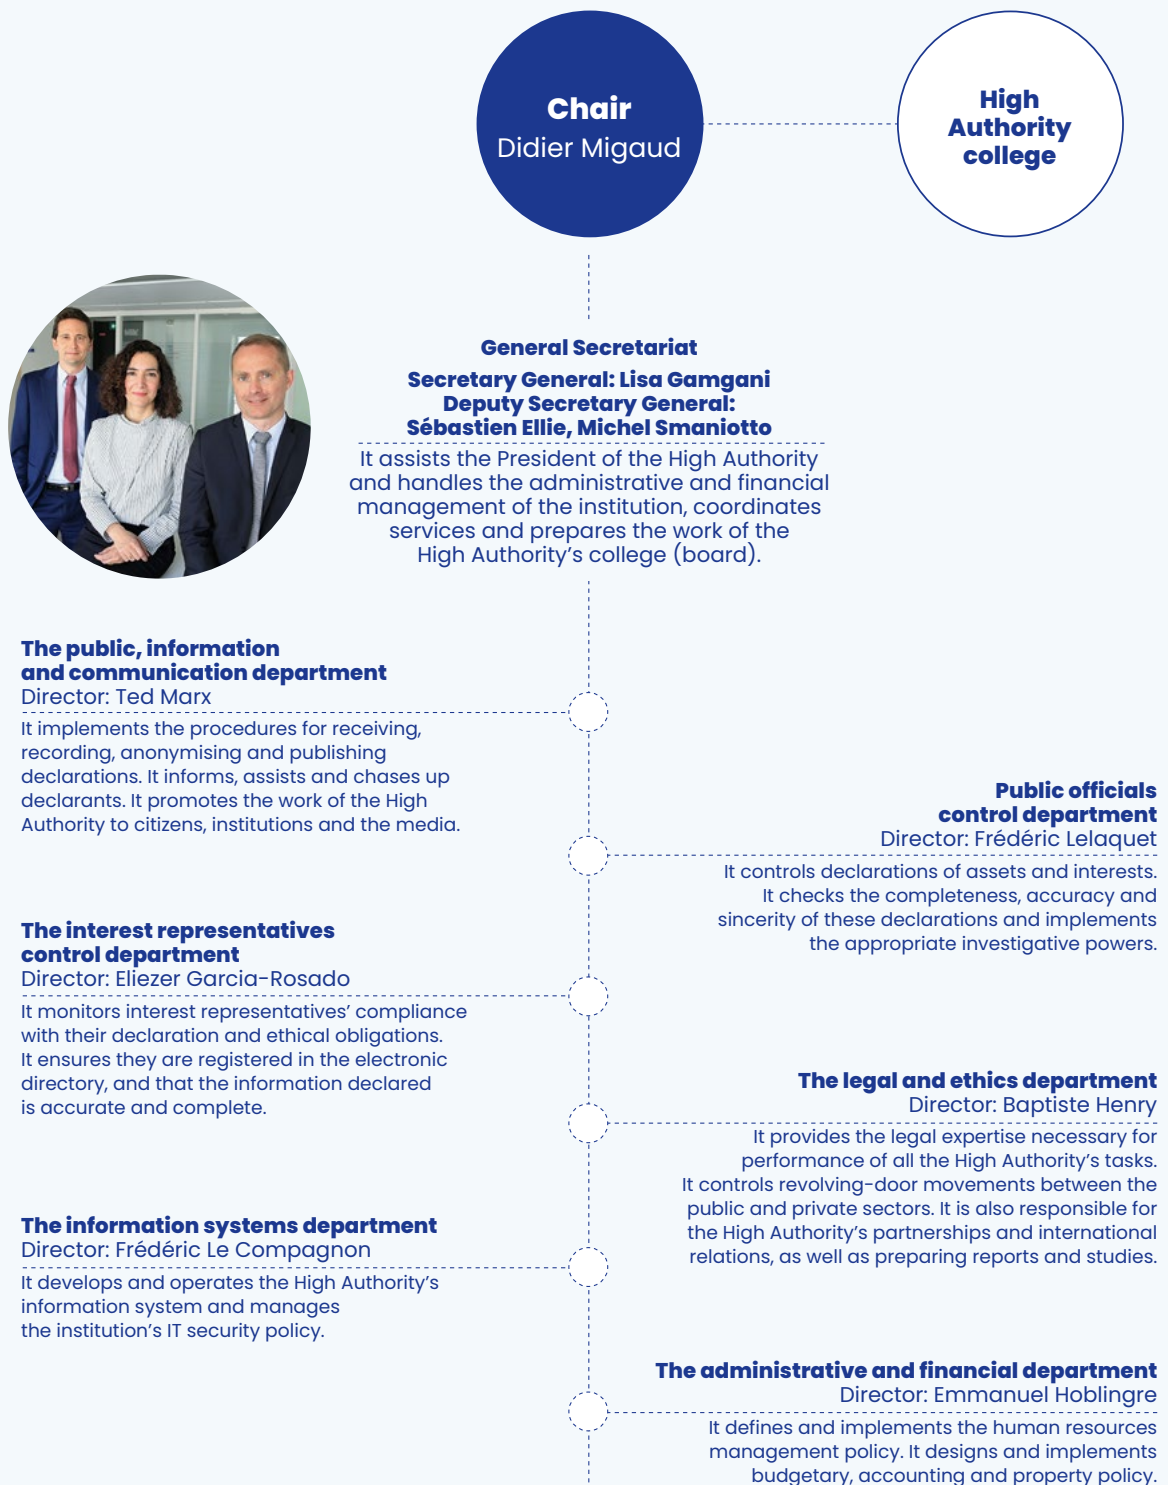 Chair
Didier Migaud
High
Authority
college
General Secretariat
Secretary General: Lisa Gamgani
Deputy Secretary General:
Sébastien Ellie, Michel Smaniotto
It assists the President of the High Authority
and handles the administrative and financial
management of the institution, coordinates
services and prepares the work of the
High Authority’s college (board).
The public, information
and communication department
Director: Ted Marx
It implements the procedures for receiving,
recording, anonymising and publishing
declarations. It informs, assists and chases up
declarants. It promotes the work of the High
Authority to citizens, institutions and the media.
Public officials
control department
Director: Frédéric Lelaquet
It controls declarations of assets and interests.
It checks the completeness, accuracy and
sincerity of these declarations and implements
the appropriate investigative powers.
The interest representatives
control department
Director: Eliezer Garcia-Rosado
It monitors interest representatives’ compliance
with their declaration and ethical obligations.
It ensures they are registered in the electronic
directory, and that the information declared
is accurate and complete.
The legal and ethics department
Director: Baptiste Henry
It provides the legal expertise necessary for
performance of all the High Authority’s tasks.
It controls revolving-door movements between the
public and private sectors. It is also responsible for
the High Authority’s partnerships and international
relations, as well as preparing reports and studies.
The information systems department
Director: Frédéric Le Compagnon
It develops and operates the High Authority’s
information system and manages
the institution’s IT security policy.
The administrative and financial department
Director: Emmanuel Hoblingre
It defines and implements the human resources
management policy. It designs and implements
budgetary, accounting and property policy.